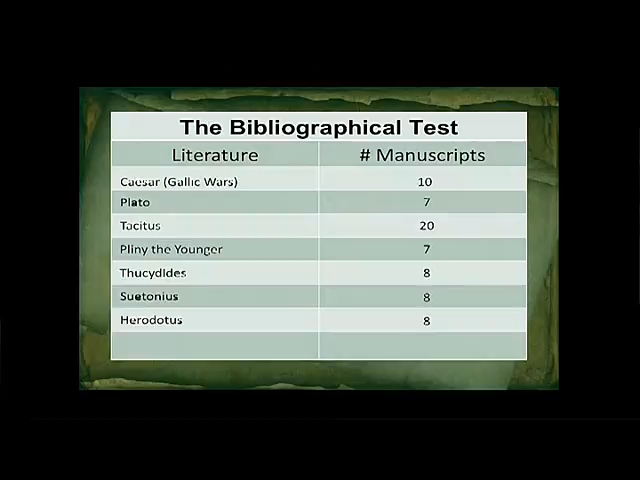 The Bibliographical Test
Literature # Manuscripts
Caesar (Gallic Wars) 10
Plato 7
Tacitus 20
Pliny the Younger 7
Thucydides 8
Suetonius 8
Herodotus 8